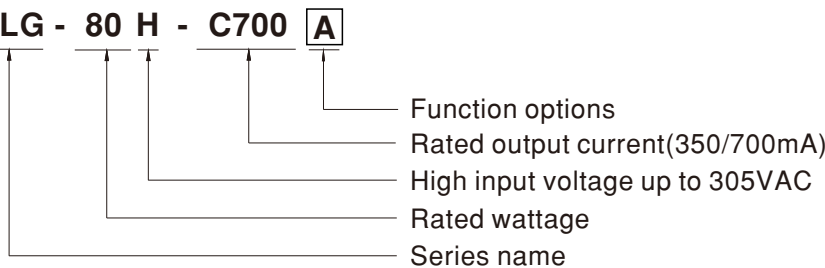 LG - 80 H - C700 A
Function options
Rated output current(350/700mA)
High input voltage up to 305VAC
Rated wattage
Series name